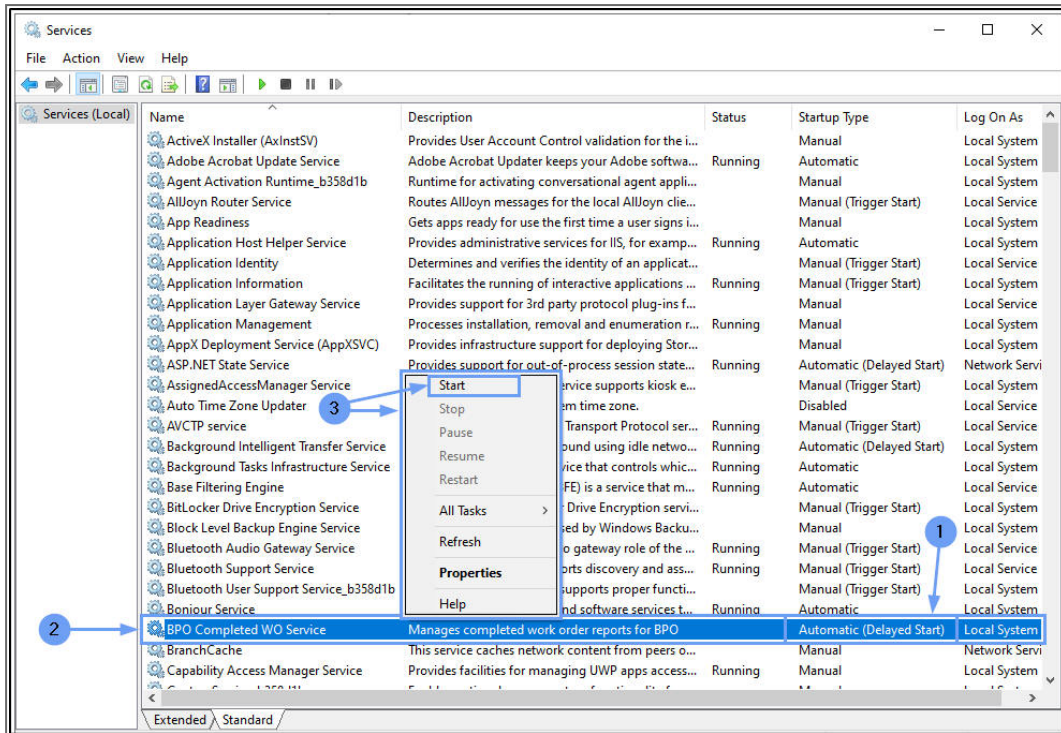 Services
File Action View Help
Services (Local)
Name Description Status Startup Type Log On As
ActiveX Installer (AxInstSV) Provides User Account Control validation for the i... Manual Local System
Adobe Acrobat Update Service Adobe Acrobat Updater keeps your Adobe softwa... Running Automatic Local System
Agent Activation Runtime_b358d1b Runtime for activating conversational agent appli... Manual Local System
AllJoyn Router Service Routes AllJoyn messages for the local AllJoyn clie... Manual (Trigger Start) Local Service
App Readiness Gets apps ready for use the first time a user signs i... Manual Local System
Application Host Helper Service Provides administrative services for IIS, for examp... Running Automatic Local System
Application Identity Determines and verifies the identity of an applicat... Manual (Trigger Start) Local Service
Application Information Facilitates the running of interactive applications ... Running Manual (Trigger Start) Local System
Application Layer Gateway Service Provides support for 3rd party protocol plug-ins f... Manual Local Service
Application Management Processes installation, removal and enumeration r... Running Manual Local System
AppX Deployment Service (AppXSVC) Provides infrastructure support for deploying Stor... Manual Local System
ASP.NET State Service Provides support for out-of-process session state... Running Automatic (Delayed Start) Network Servi
AssignedAccessManager Service Start ervice supports kiosk e... Manual (Trigger Start) Local System
Auto Time Zone Updater 3 Stop em time zone. Disabled Local Service
AVCTP service Pause Transport Protocol ser... Running Manual (Trigger Start) Local Service
Background Intelligent Transfer Service Resume ound using idle netwo... Running Automatic (Delayed Start) Local System
Background Tasks Infrastructure Service Restart vice that controls whic... Running Automatic Local System
Base Filtering Engine FE) is a service that m... Running Automatic Local Service
BitLocker Drive Encryption Service All Tasks Drive Encryption servi... Manual (Trigger Start) Local System
Block Level Backup Engine Service sed by Windows Backu... Manual 1 Local System
Bluetooth Audio Gateway Service Refresh o gateway role of the ... Running Manual (Trigger Start) Local Service
Bluetooth Support Service Properties orts discovery and ass... Running Manual (Trigger Start) Local Service
Bluetooth User Support Service_b358d1b supports proper functi... Manual (Trigger Start) Local System
Bonjour Service Help nd software services t... Running Automatic Local System
2 BPO Completed WO Service Manages completed work order reports for BPO Automatic (Delayed Start) Local System
BranchCache This service caches network content from peers o... Manual Network Servi
Capability Access Manager Service Provides facilities for managing UWP apps access... Running Manual Local System
Extended Standard